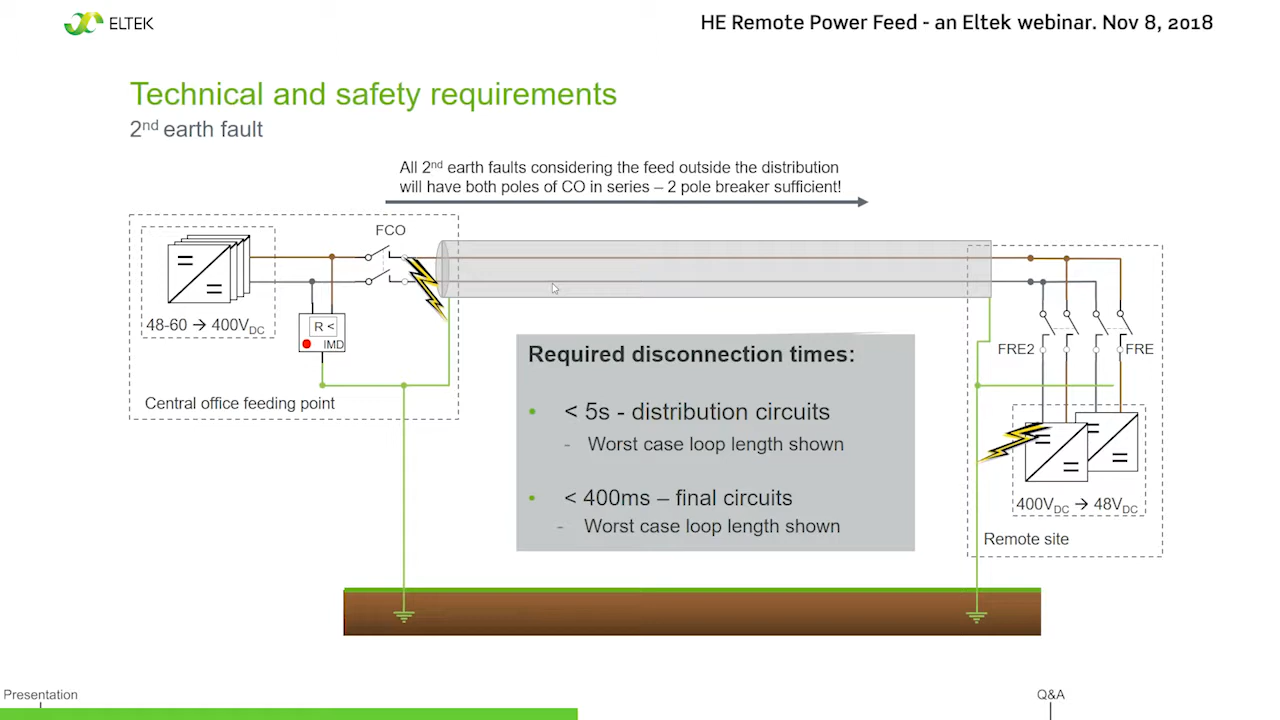 ELTEK
HE Remote Power Feed - an Eltek webinar. Nov 8, 2018
Technical and safety requirements
2nd earth fault
All 2nd earth faults considering the feed outside the distribution
will have both poles of CO in series – 2 pole breaker sufficient!
FCO
48-60 → 400VDC
R <
IMD
Central office feeding point
Required disconnection times:
• < 5s - distribution circuits
- Worst case loop length shown
• < 400ms – final circuits
- Worst case loop length shown
FRE2
FRE
400VDC → 48VDC
Remote site
Presentation
Q&A